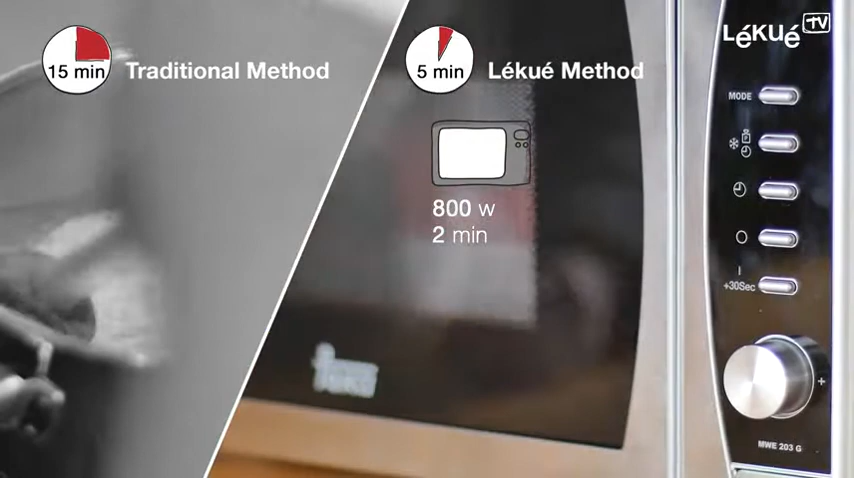 15 min Traditional Method
5 min Lékué Method
Lékué TV
800 w
2 min
MODE
+30Sec
+
MWE 203 G